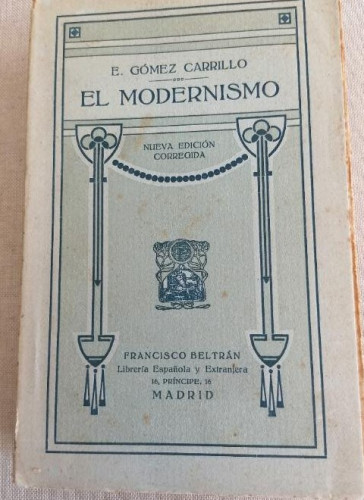 E. GÓMEZ CARRILLO
EL MODERNISMO
NUEVA EDICIÓN
CORREGIDA
FRANCISCO BELTRÁN
Librería Española y Extranjera
16, PRÍNCIPE, 16
MADRID